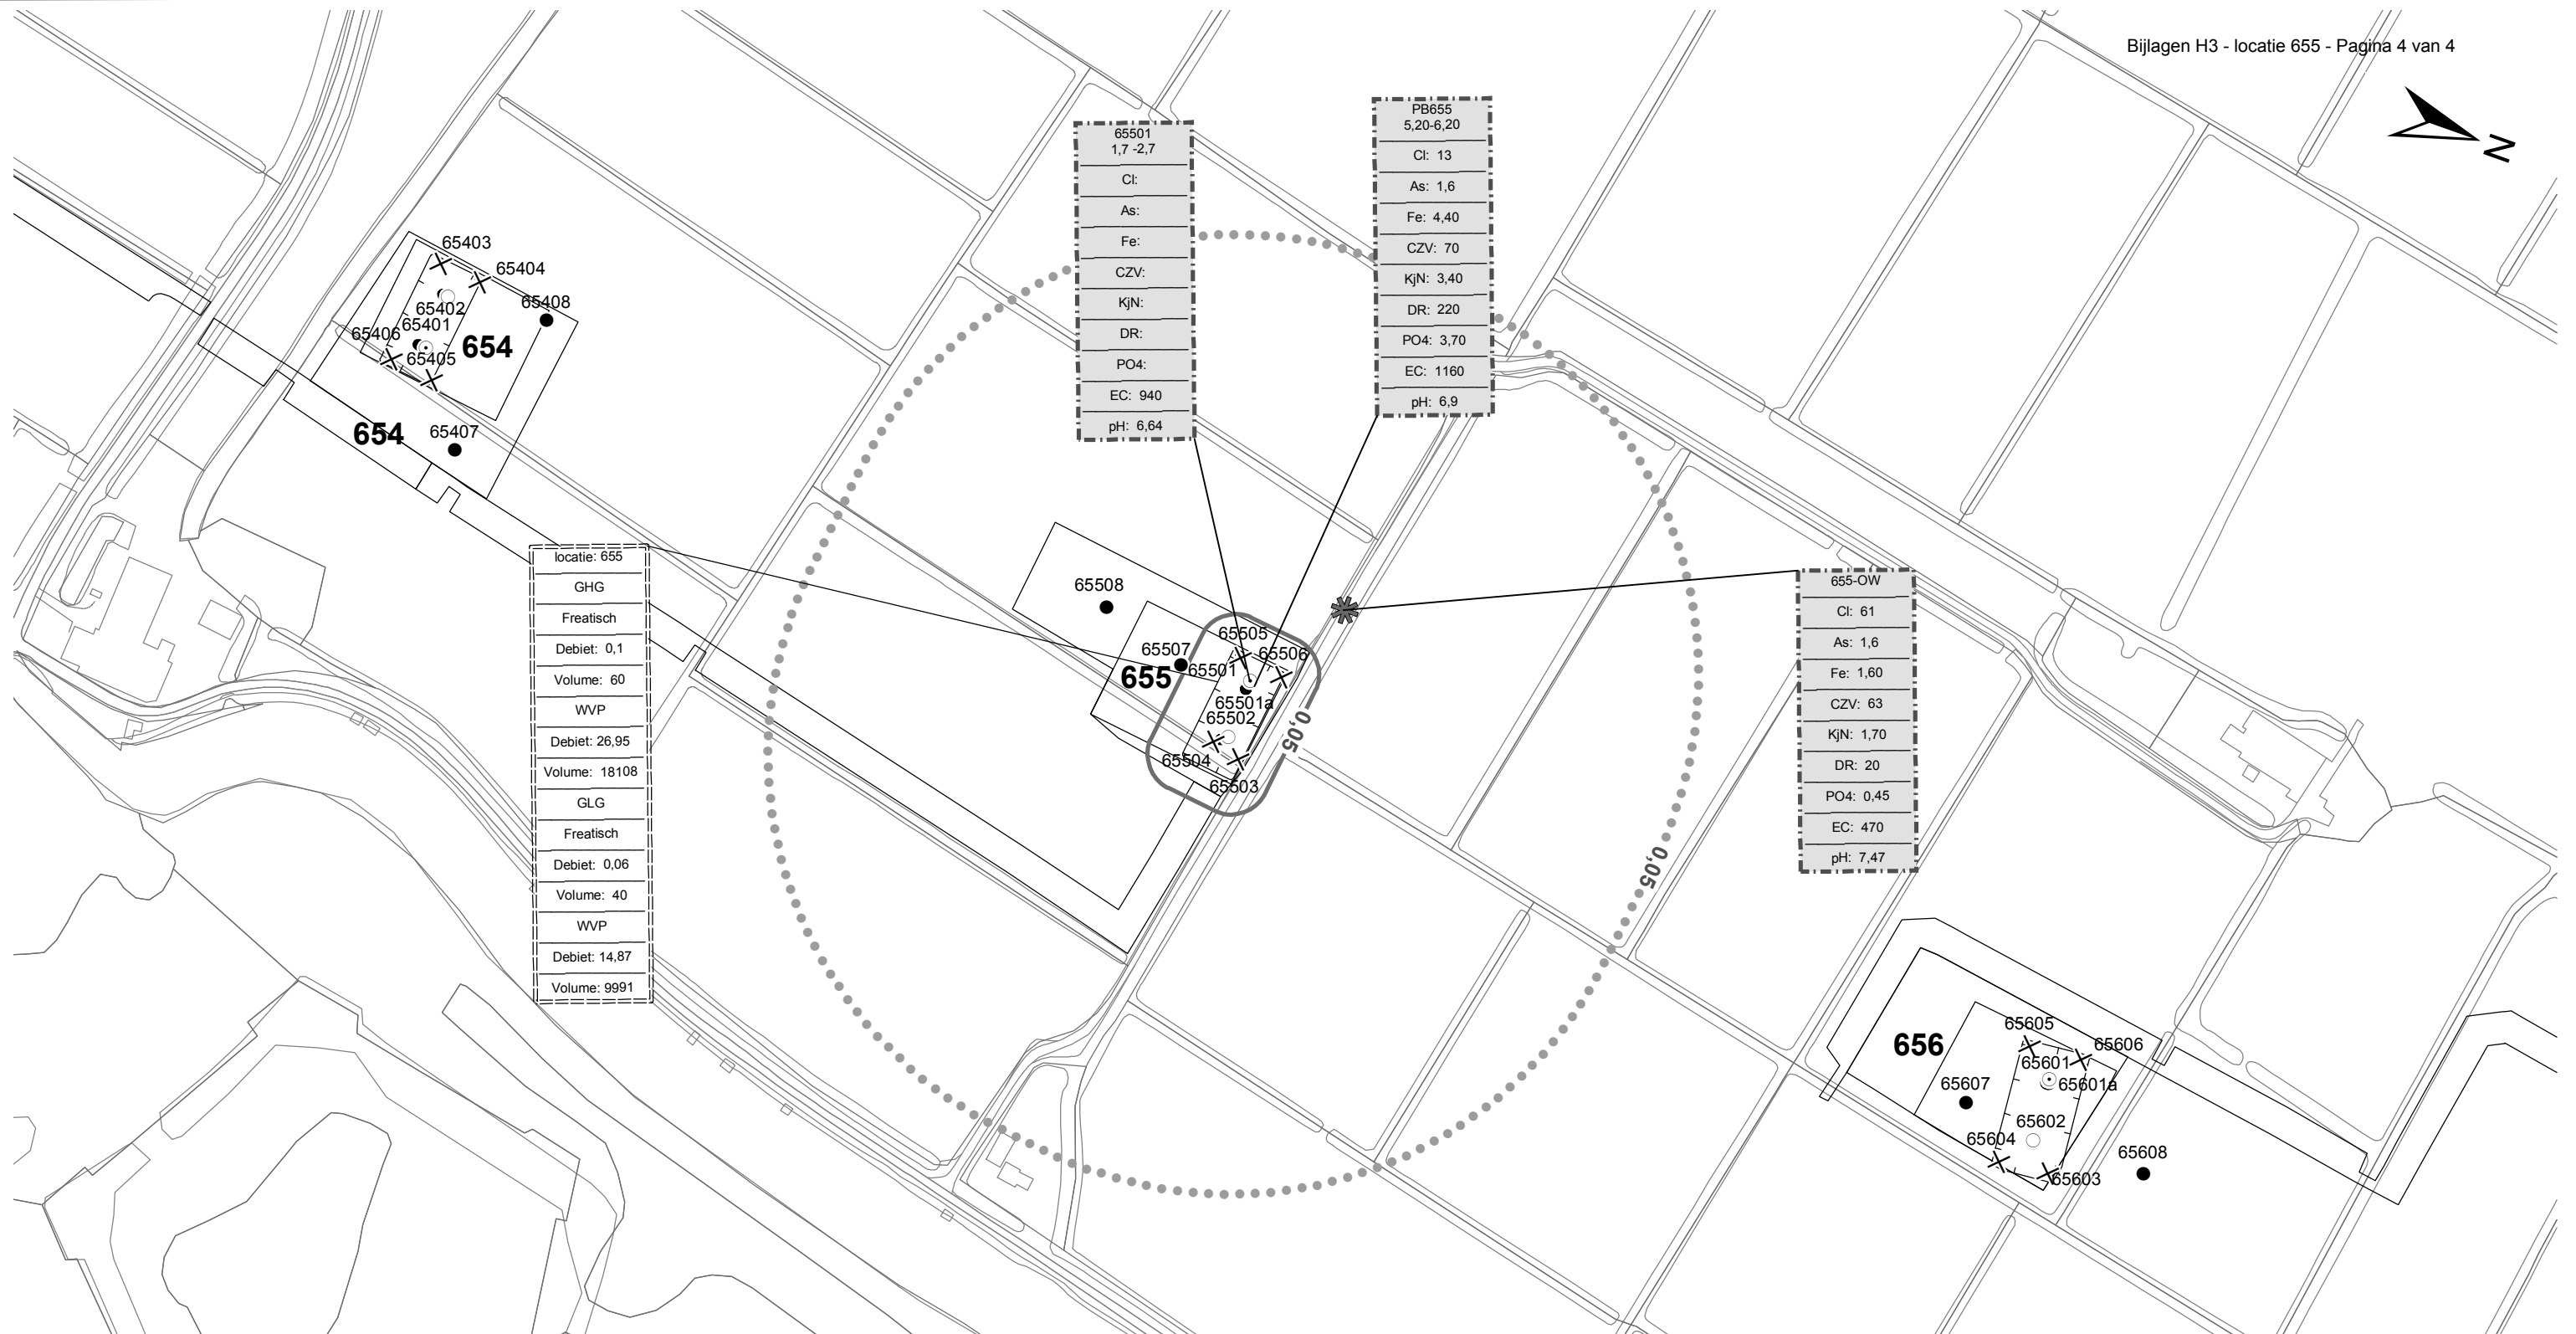 Bijlagen H3 - locatie 655 - Pagina 4 van 4
N
65501
1,7 -2,7
Cl:
As:
Fe:
CZV:
KjN:
DR:
PO4:
EC: 940
pH: 6,64
PB655
5,20-6,20
Cl: 13
As: 1,6
Fe: 4,40
CZV: 70
KjN: 3,40
DR: 220
PO4: 3,70
EC: 1160
pH: 6,9
65403
65404
65408
65402
65401
65406
65405
654
654
65407
locatie: 655
GHG
Freatisch
Debiet: 0,1
Volume: 60
WVP
Debiet: 26,95
Volume: 18108
GLG
Freatisch
Debiet: 0,06
Volume: 40
WVP
Debiet: 14,87
Volume: 9991
65508
65505
65507
65506
65501
655
65501a
65502
65504
65503
0,05
0,05
655-OW
Cl: 61
As: 1,6
Fe: 1,60
CZV: 63
KjN: 1,70
DR: 20
PO4: 0,45
EC: 470
pH: 7,47
656
65605
65606
65601
65601a
65607
65602
65604
65603
65608